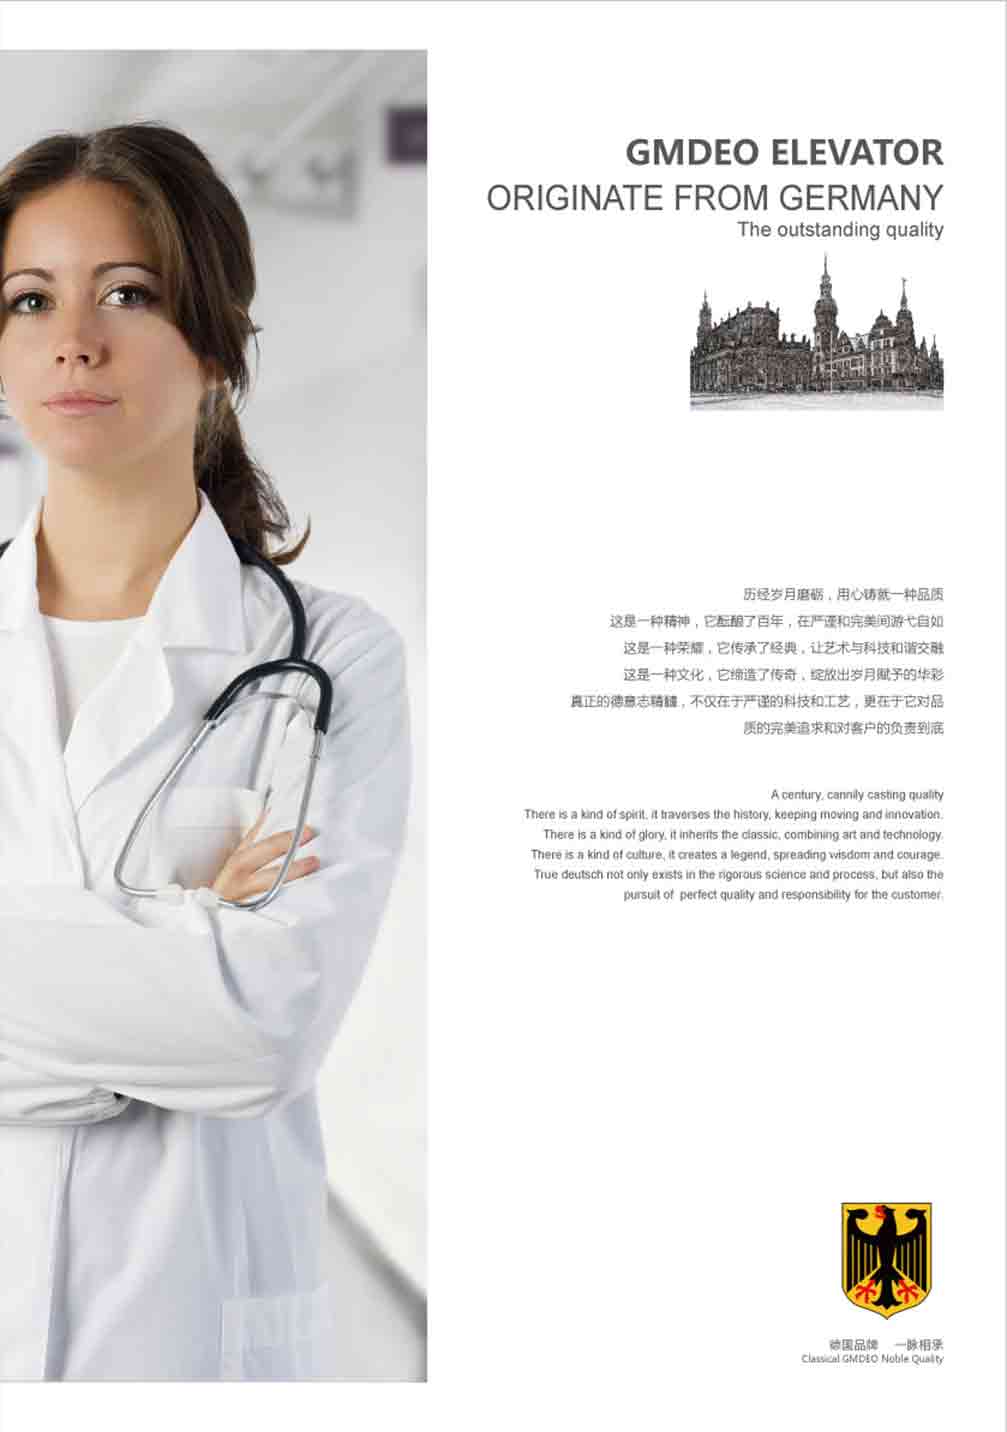 GMDEO ELEVATOR
ORIGINATE FROM GERMANY
The outstanding quality
历经岁月磨砺，用心铸就一种品质
这是一种精神，它酝酿了百年，在严谨和完美间游弋自如
这是一种荣耀，它传承了经典，让艺术与科技和谐交融
这是一种文化，它缔造了传奇，绽放出岁月赋予的华彩
真正的德意志精髓，不仅在于严谨的科技和工艺，更在于它对品
质的完美追求和对客户的负责到底
A century, cannily casting quality
There is a kind of spirit, it traverses the history, keeping moving and innovation.
There is a kind of glory, it inherits the classic, combining art and technology.
There is a kind of culture, it creates a legend, spreading wisdom and courage.
True deutsch not only exists in the rigorous science and process, but also the
pursuit of perfect quality and responsibility for the customer.
德国品牌 一脉相承
Classical GMDEO Noble Quality